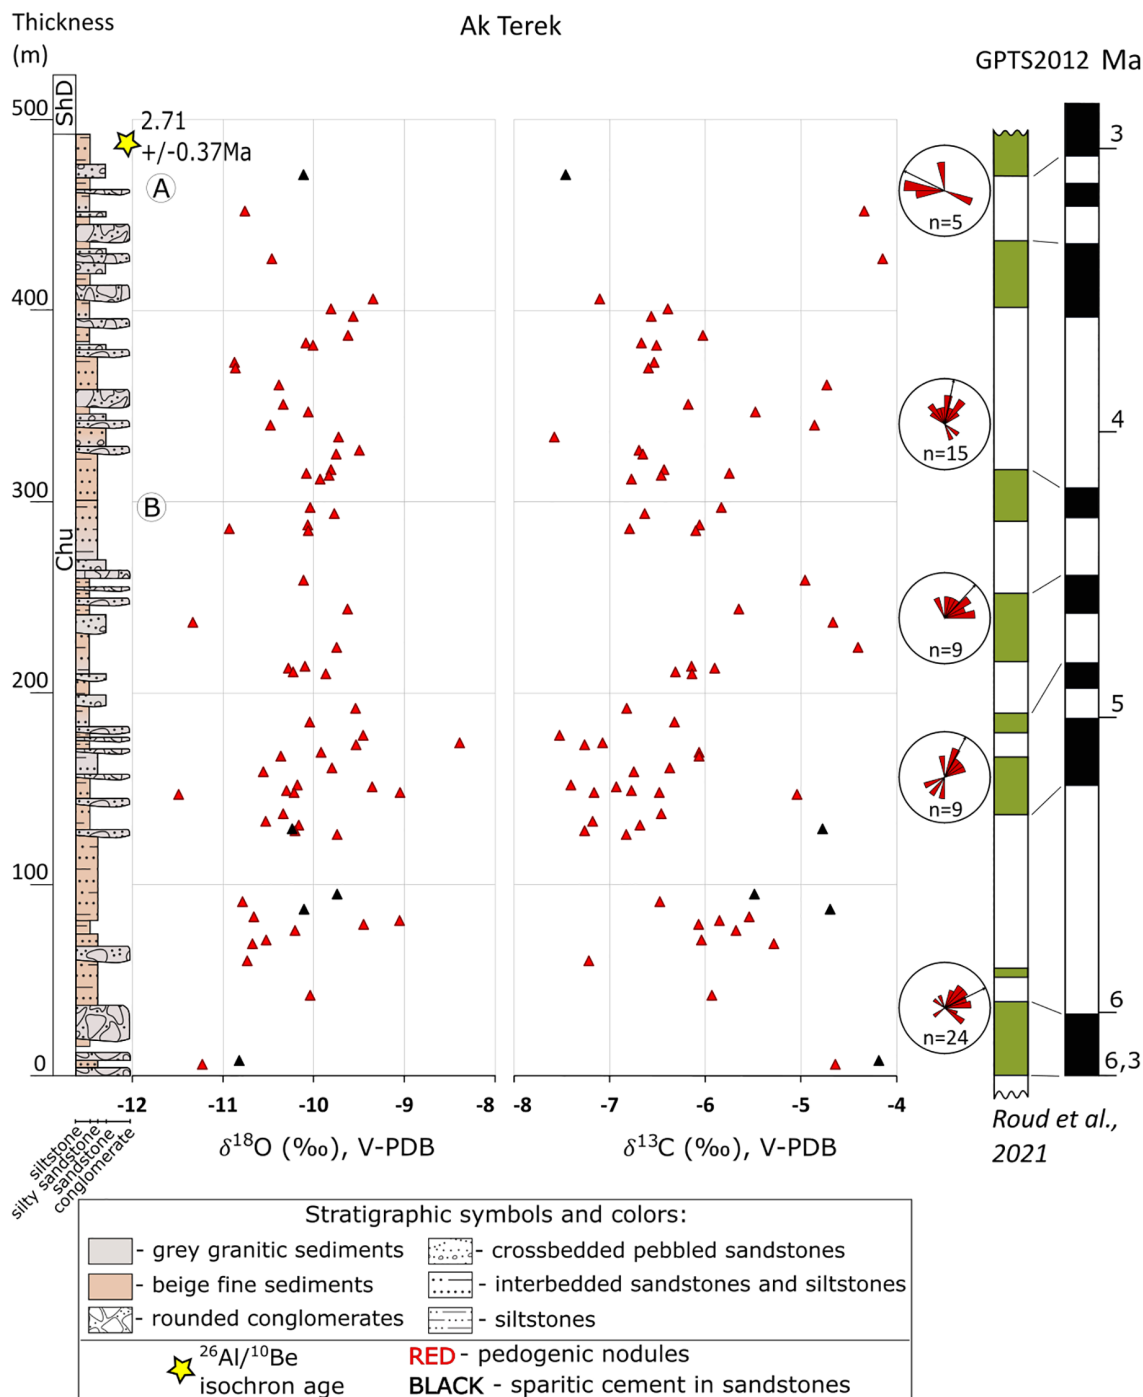 Thickness
(m)
Ak Terek
GPTS2012 Ma
ShD
500
2.71
+/-0.37Ma
3
A
n=5
400
4
n=15
300
B
Chu
n=9
200
5
n=9
100
6
n=24
0
6,3
-12 -11 -10 -9 -8 -8 -7 -6 -5 -4
siltstone
silty sandstone
sandstone
conglomerate
δ¹⁸O (‰), V-PDB
δ¹³C (‰), V-PDB
Roud et al.,
2021
Stratigraphic symbols and colors:
- grey granitic sediments
- crossbedded pebbled sandstones
- beige fine sediments
- interbedded sandstones and siltstones
- rounded conglomerates
- siltstones
²⁶Al/¹⁰Be
isochron age
RED - pedogenic nodules
BLACK - sparitic cement in sandstones